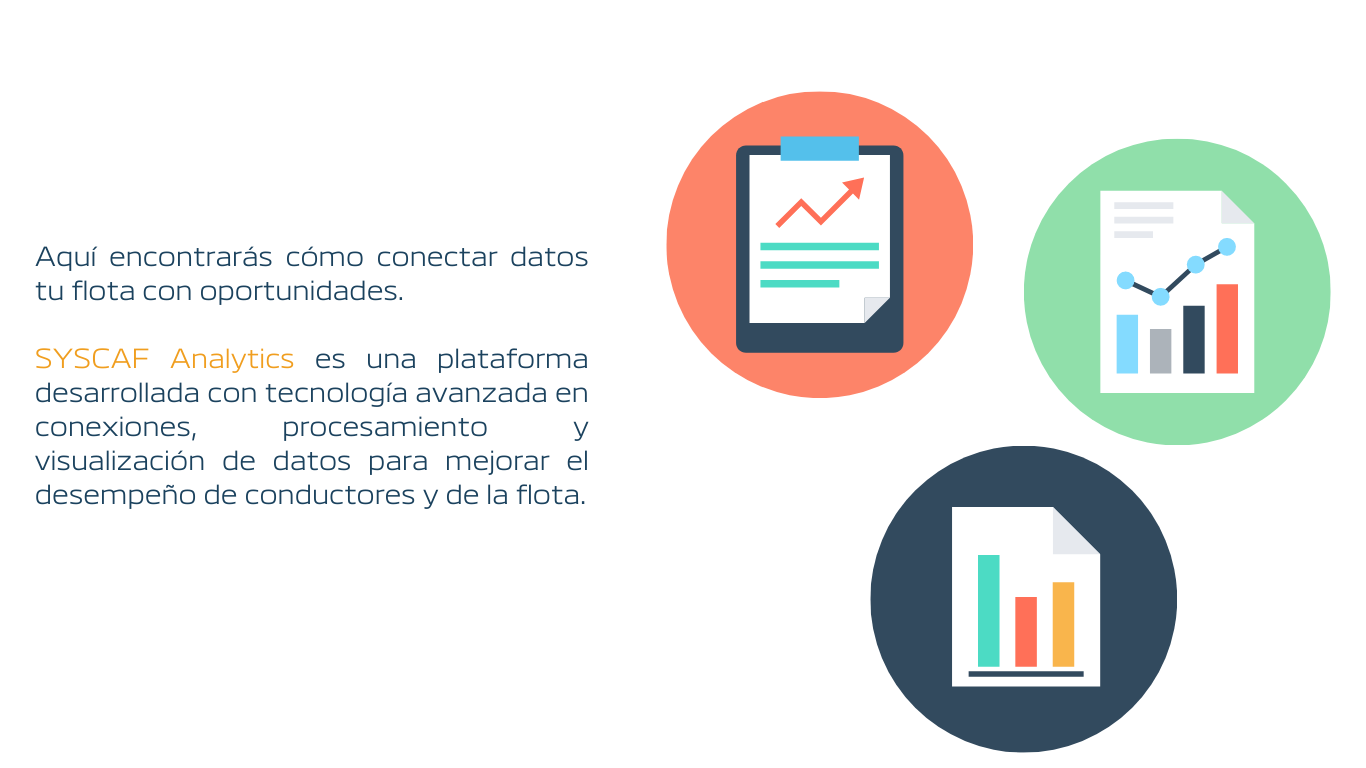 Aquí encontrarás cómo conectar datos
tu flota con oportunidades.
SYSCAF Analytics es una plataforma
desarrollada con tecnología avanzada en
conexiones, procesamiento y
visualización de datos para mejorar el
desempeño de conductores y de la flota.